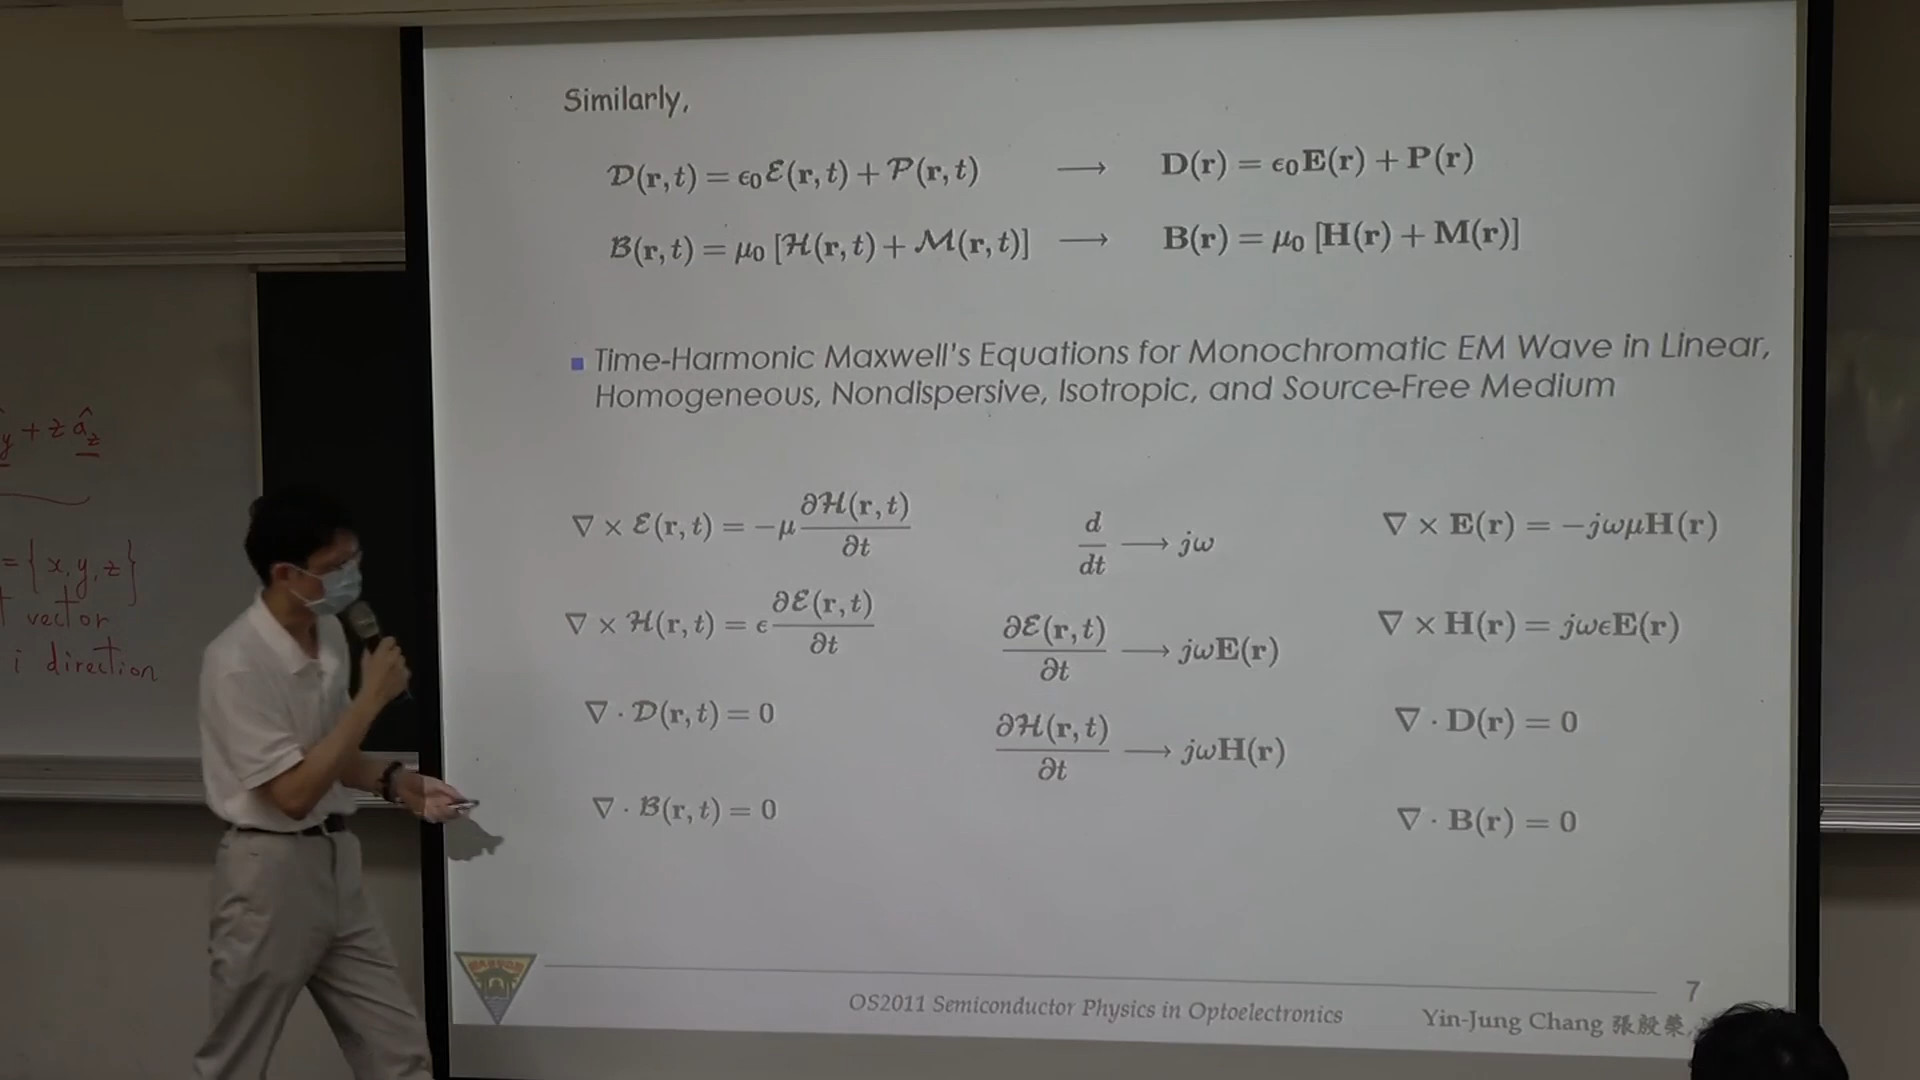 Similarly,
𝒟(r, t) = ϵ₀ℰ(r, t) + 𝒫(r, t) ⟶ D(r) = ϵ₀E(r) + P(r)
ℬ(r, t) = μ₀ [ℋ(r, t) + ℳ(r, t)] ⟶ B(r) = μ₀ [H(r) + M(r)]
Time-Harmonic Maxwell's Equations for Monochromatic EM Wave in Linear,
Homogeneous, Nondispersive, Isotropic, and Source-Free Medium
∇ × ℰ(r, t) = −μ ∂ℋ(r, t)/∂t
∇ × ℋ(r, t) = ϵ ∂ℰ(r, t)/∂t
∇ · 𝒟(r, t) = 0
∇ · ℬ(r, t) = 0
d/dt ⟶ jω
∂ℰ(r, t)/∂t ⟶ jωE(r)
∂ℋ(r, t)/∂t ⟶ jωH(r)
∇ × E(r) = −jωμH(r)
∇ × H(r) = jωϵE(r)
∇ · D(r) = 0
∇ · B(r) = 0
7
OS2011 Semiconductor Physics in Optoelectronics
Yin-Jung Chang 張殷榮
y + z â_z
= {x, y, z}
vector
i direction